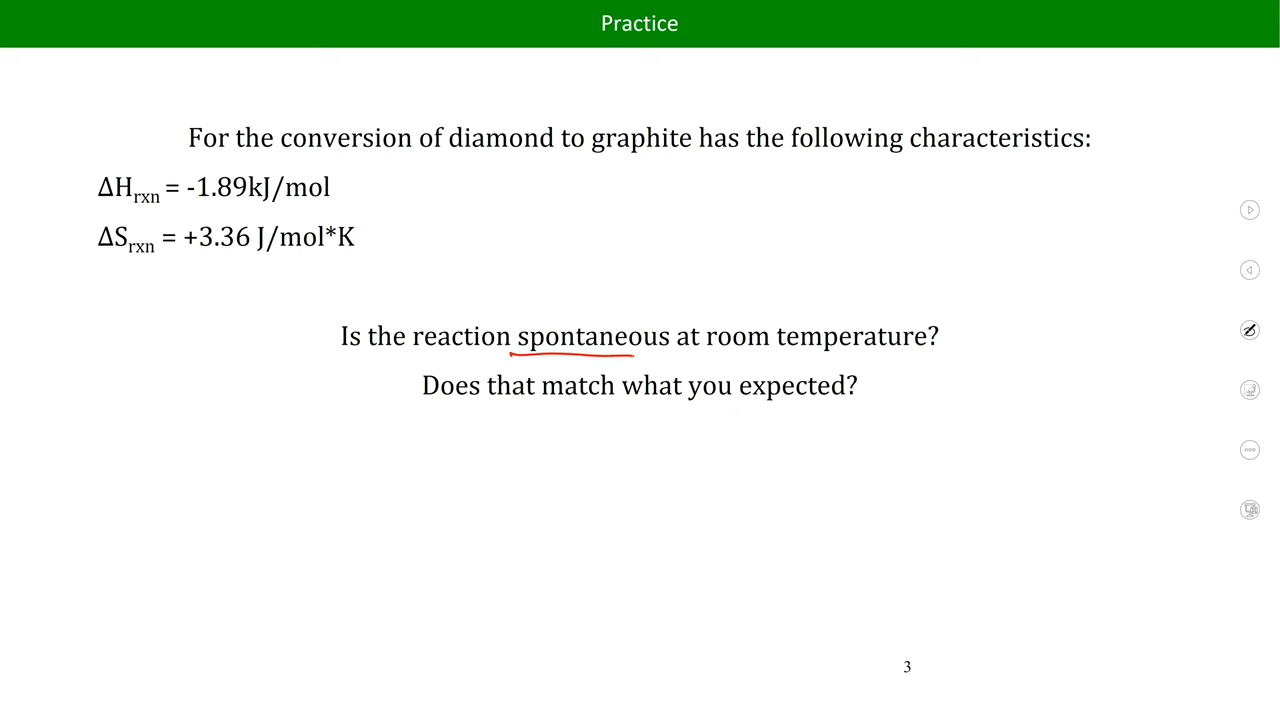 Practice
For the conversion of diamond to graphite has the following characteristics:
ΔHrxn = -1.89kJ/mol
ΔSrxn = +3.36 J/mol*K
Is the reaction spontaneous at room temperature?
Does that match what you expected?
3